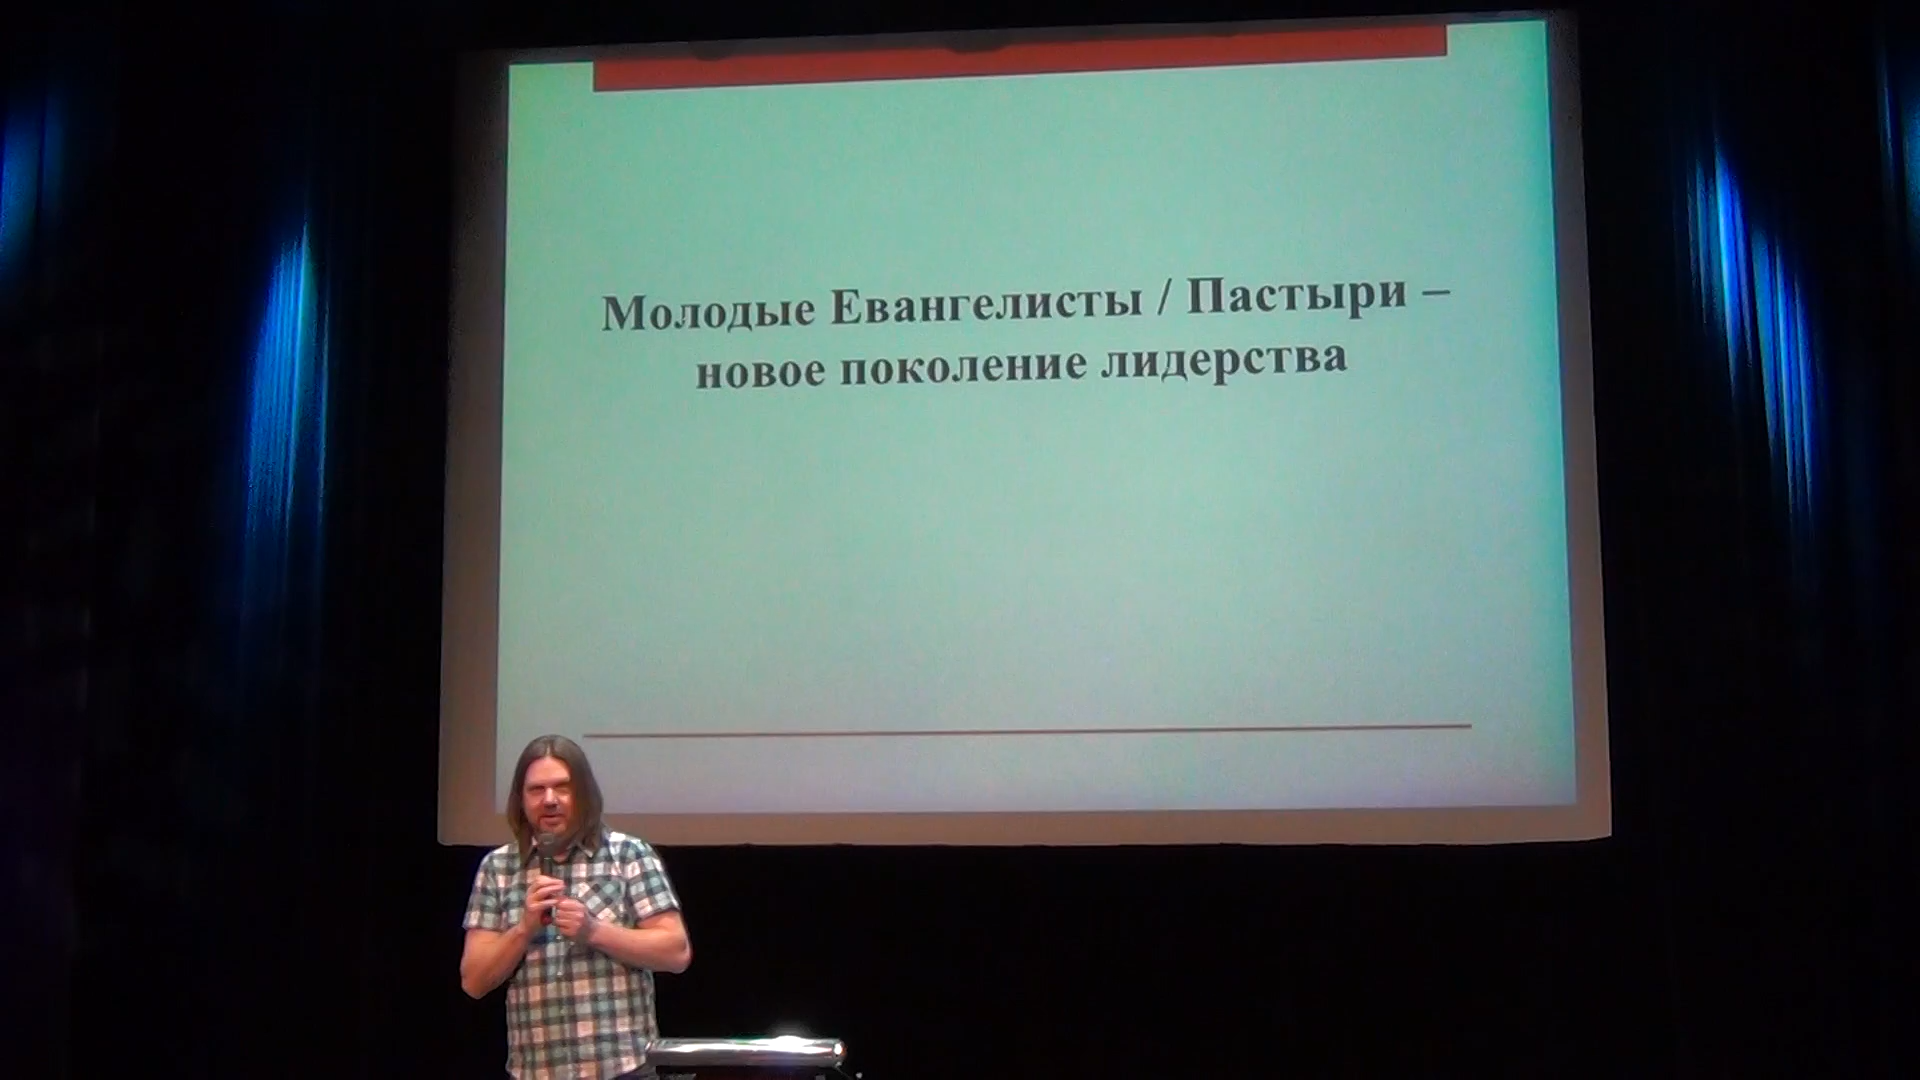 Молодые Евангелисты / Пастыри –
новое поколение лидерства